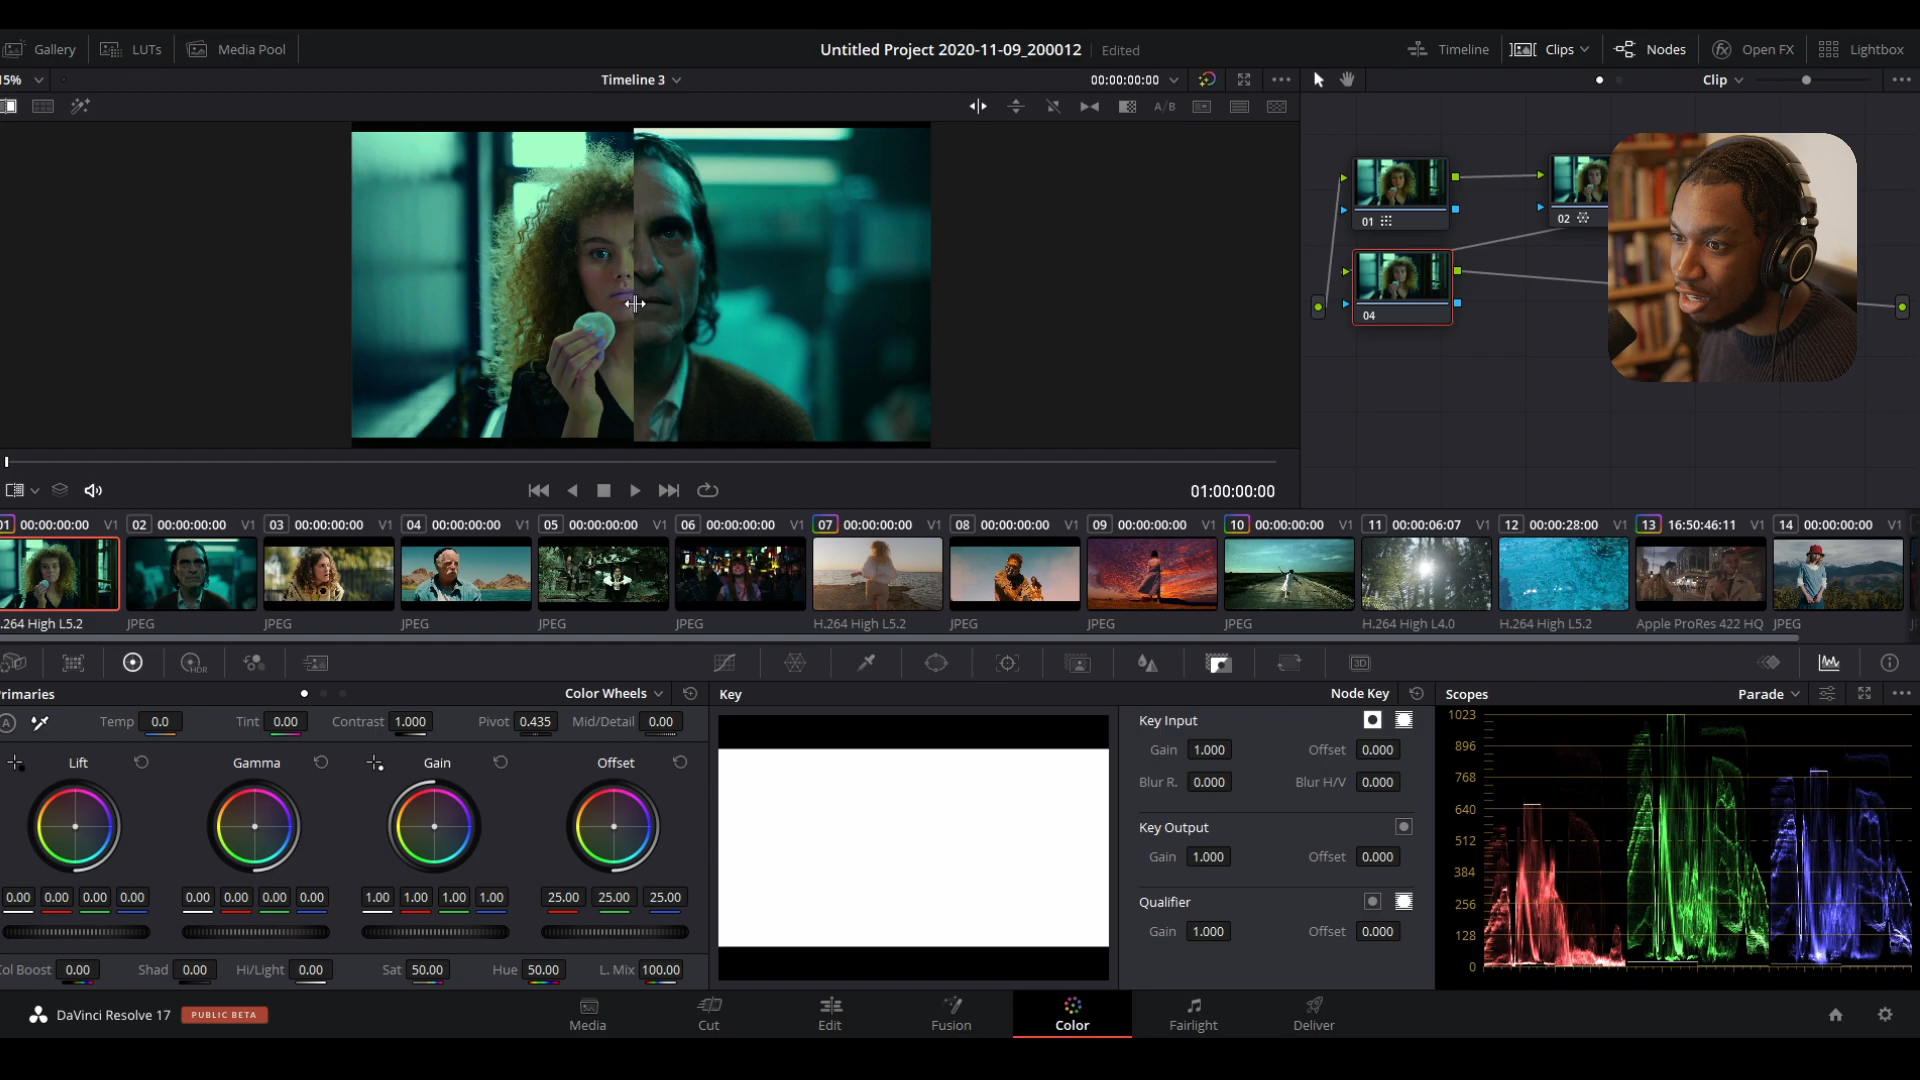 Gallery LUTs Media Pool Untitled Project 2020-11-09_200012 Edited Timeline Clips Nodes Open FX Lightbox
15% Timeline 3 00:00:00:00 Clip
A/B
01 02
04
01:00:00:00
01 00:00:00:00 V1 02 00:00:00:00 V1 03 00:00:00:00 V1 04 00:00:00:00 V1 05 00:00:00:00 V1 06 00:00:00:00 V1 07 00:00:00:00 V1 08 00:00:00:00 V1 09 00:00:00:00 V1 10 00:00:00:00 V1 11 00:00:06:07 V1 12 00:00:28:00 V1 13 16:50:46:11 V1 14 00:00:00:00 V1
.264 High L5.2 JPEG JPEG JPEG JPEG JPEG H.264 High L5.2 JPEG JPEG JPEG H.264 High L4.0 H.264 High L5.2 Apple ProRes 422 HQ JPEG
HDR 3D
Primaries Color Wheels Key Node Key Scopes Parade
A Temp 0.0 Tint 0.00 Contrast 1.000 Pivot 0.435 Mid/Detail 0.00
Lift Gamma Gain Offset
0.00 0.00 0.00 0.00 0.00 0.00 0.00 0.00 1.00 1.00 1.00 1.00 25.00 25.00 25.00
Col Boost 0.00 Shad 0.00 Hi/Light 0.00 Sat 50.00 Hue 50.00 L. Mix 100.00
Key Input
Gain 1.000 Offset 0.000
Blur R. 0.000 Blur H/V 0.000
Key Output
Gain 1.000 Offset 0.000
Qualifier
Gain 1.000 Offset 0.000
1023
896
768
640
512
384
256
128
0
DaVinci Resolve 17 PUBLIC BETA Media Cut Edit Fusion Color Fairlight Deliver